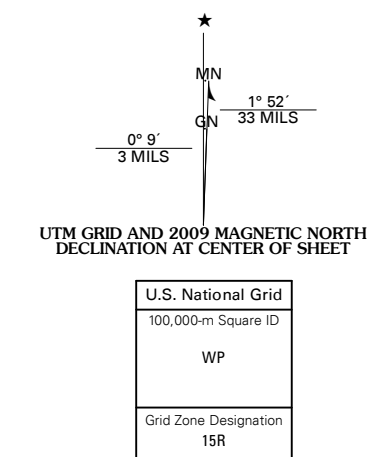 ★
MN
1° 52´
GN
33 MILS
0° 9´
3 MILS
UTM GRID AND 2009 MAGNETIC NORTH
DECLINATION AT CENTER OF SHEET
U.S. National Grid
100,000-m Square ID
WP
Grid Zone Designation
15R